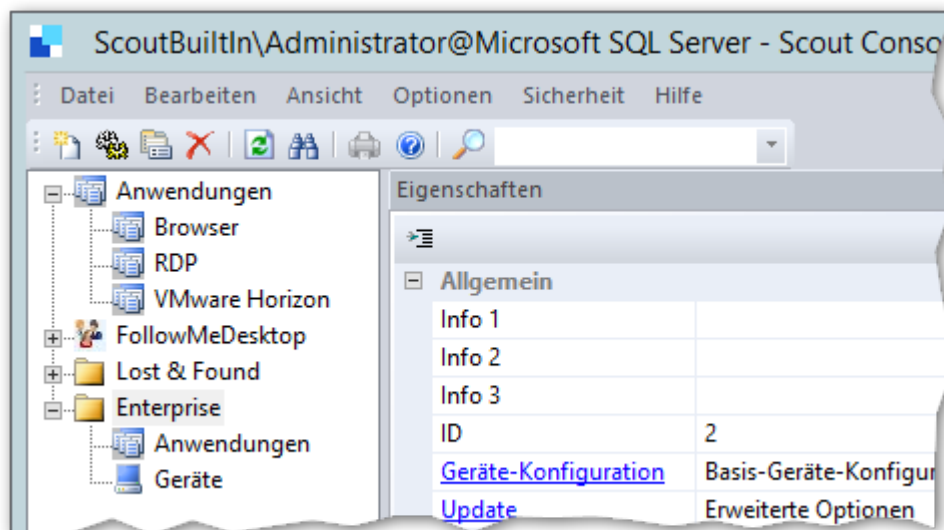 ScoutBuiltIn\Administrator@Microsoft SQL Server - Scout Conso
Datei Bearbeiten Ansicht Optionen Sicherheit Hilfe
Anwendungen
Browser
RDP
VMware Horizon
FollowMeDesktop
Lost & Found
Enterprise
Anwendungen
Geräte
Eigenschaften
Allgemein
Info 1
Info 2
Info 3
ID 2
Geräte-Konfiguration Basis-Geräte-Konfigur
Update Erweiterte Optionen